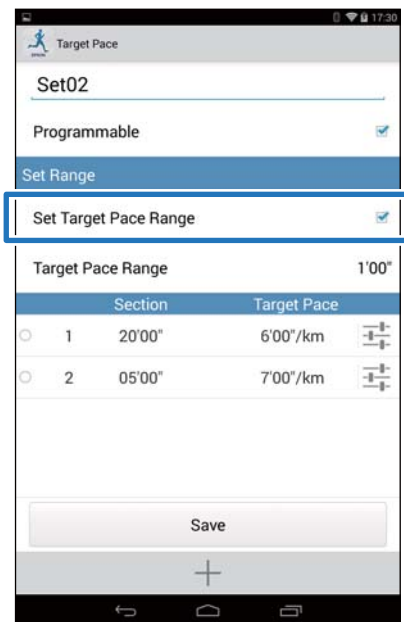 17:30
EPSON Target Pace
Set02
Programmable
Set Range
Set Target Pace Range
Target Pace Range 1'00"
Section Target Pace
1 20'00" 6'00"/km
2 05'00" 7'00"/km
Save